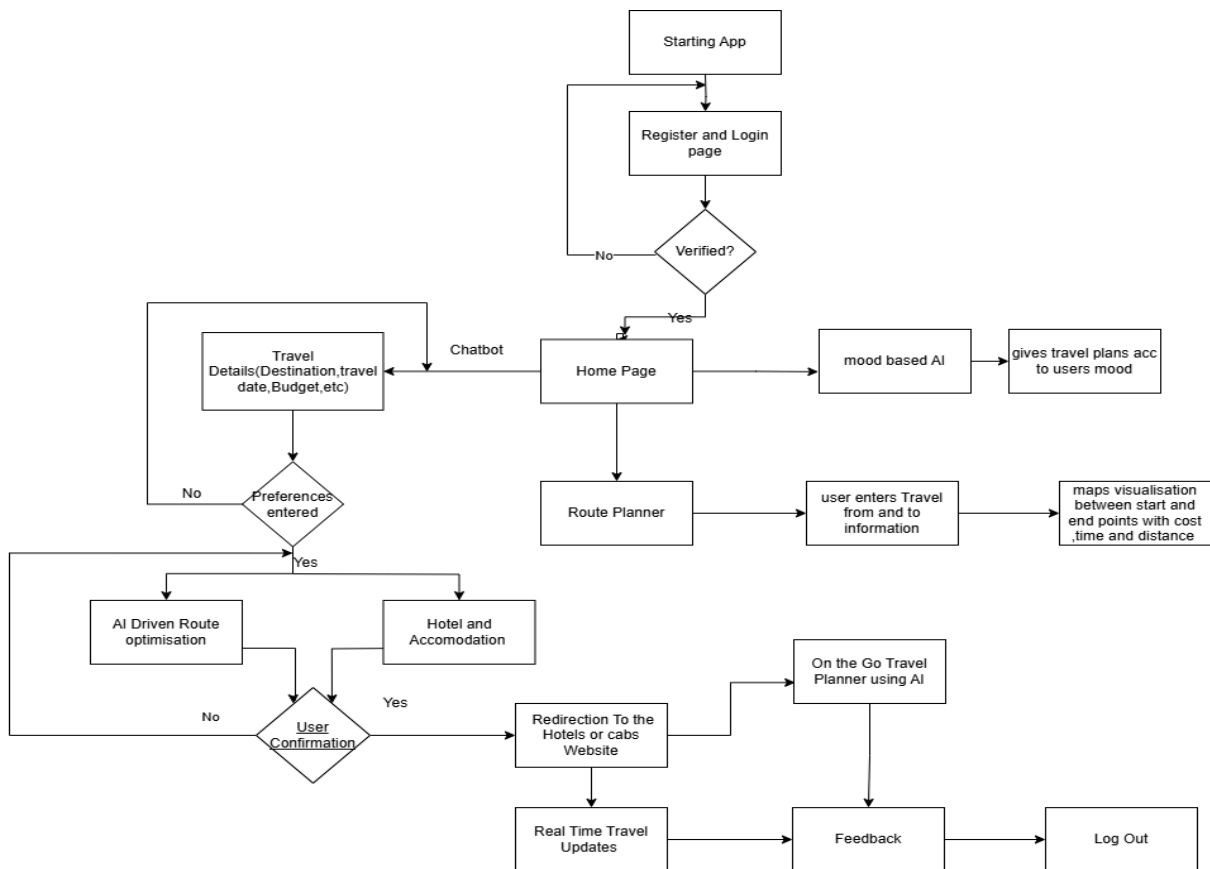 Starting App
Register and Login
page
Verified?
No
Yes
Chatbot
Travel
Details(Destination,travel
date,Budget,etc)
Home Page
mood based AI
gives travel plans acc
to users mood
No
Preferences
entered
Route Planner
user enters Travel
from and to
information
maps visualisation
between start and
end points with cost
,time and distance
Yes
AI Driven Route
optimisation
Hotel and
Accomodation
No
User
Confirmation
Yes
Redirection To the
Hotels or cabs
Website
On the Go Travel
Planner using AI
Real Time Travel
Updates
Feedback
Log Out